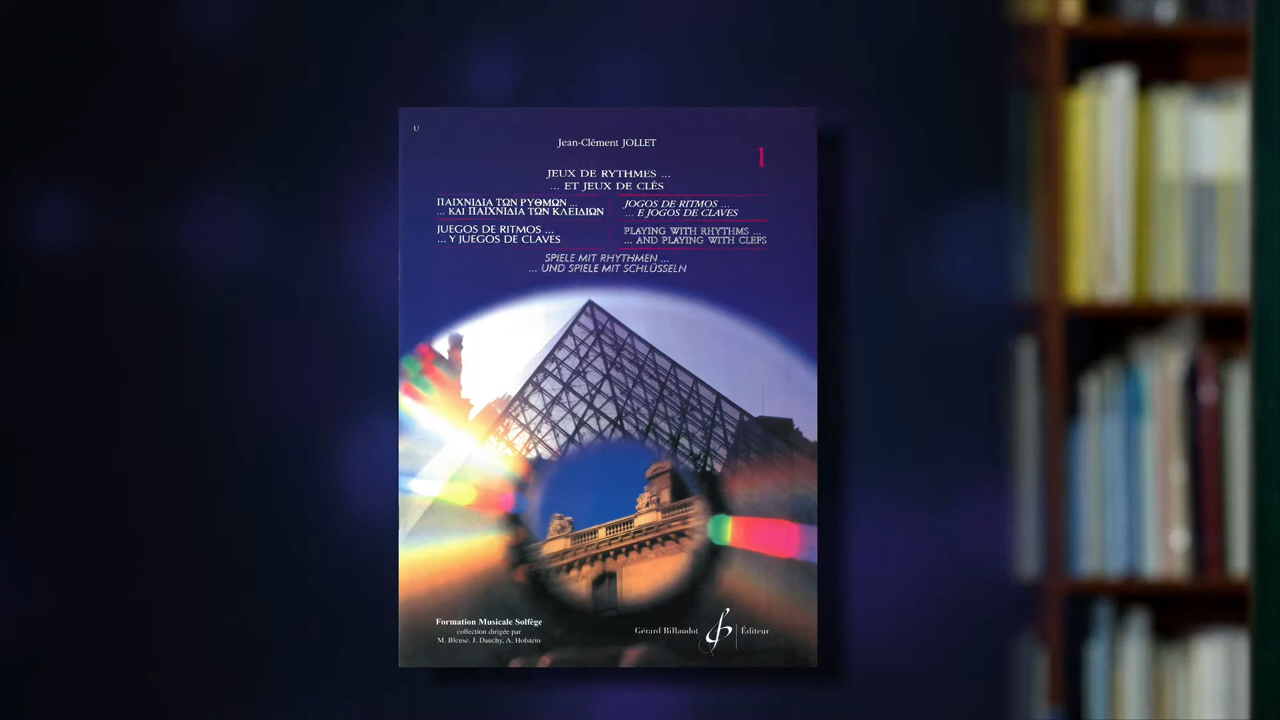 U
Jean-Clément JOLLET
1
JEUX DE RYTHMES ...
... ET JEUX DE CLÉS
ΠΑΙΧΝΙΔΙΑ ΤΩΝ ΡΥΘΜΩΝ ...
... ΚΑΙ ΠΑΙΧΝΙΔΙΑ ΤΩΝ ΚΛΕΙΔΙΩΝ
JOGOS DE RITMOS ...
... E JOGOS DE CLAVES
JUEGOS DE RITMOS ...
... Y JUEGOS DE CLAVES
PLAYING WITH RHYTHMS ...
... AND PLAYING WITH CLEFS
SPIELE MIT RHYTHMEN ...
... UND SPIELE MIT SCHLÜSSELN
Formation Musicale Solfège
collection dirigée par
M. Bleuse, J. Dauchy, A. Holstein
Gérard Billaudot Éditeur